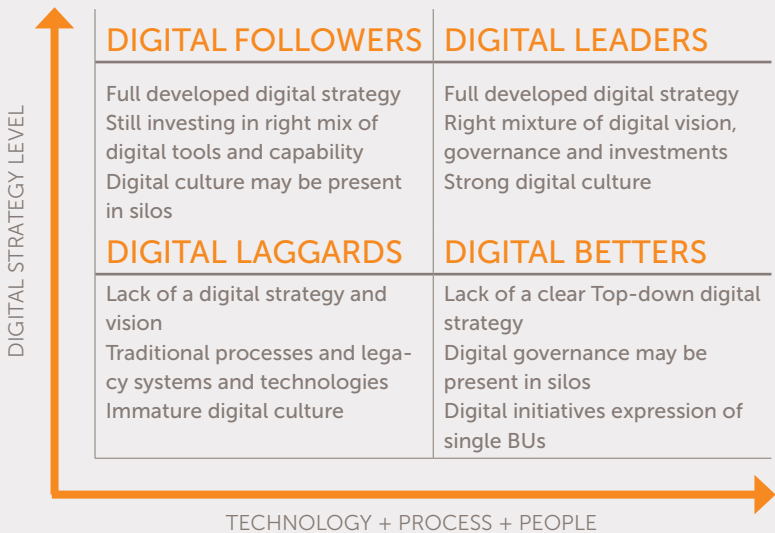 DIGITAL STRATEGY LEVEL
DIGITAL FOLLOWERS
Full developed digital strategy
Still investing in right mix of
digital tools and capability
Digital culture may be present
in silos
DIGITAL LEADERS
Full developed digital strategy
Right mixture of digital vision,
governance and investments
Strong digital culture
DIGITAL LAGGARDS
Lack of a digital strategy and
vision
Traditional processes and lega-
cy systems and technologies
Immature digital culture
DIGITAL BETTERS
Lack of a clear Top-down digital
strategy
Digital governance may be
present in silos
Digital initiatives expression of
single BUs
TECHNOLOGY + PROCESS + PEOPLE